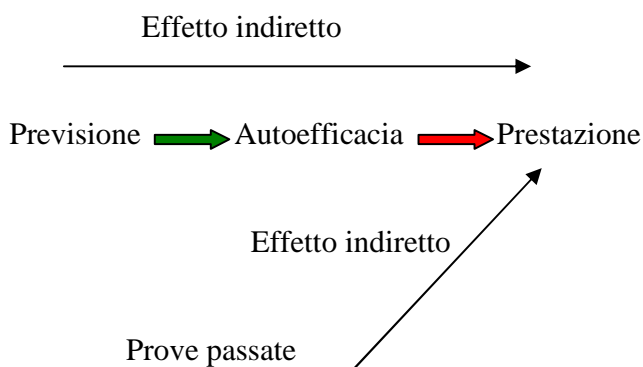 Effetto indiretto
Previsione Autoefficacia Prestazione
Effetto indiretto
Prove passate